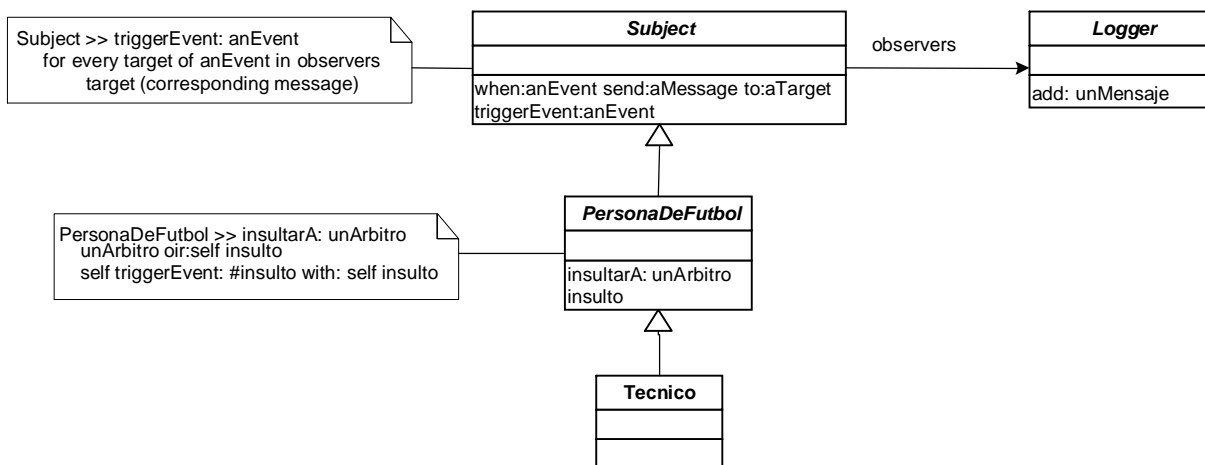 Subject >> triggerEvent: anEvent
for every target of anEvent in observers
target (corresponding message)
Subject
when:anEvent send:aMessage to:aTarget
triggerEvent:anEvent
observers
Logger
add: unMensaje
PersonaDeFutbol >> insultarA: unArbitro
unArbitro oir:self insulto
self triggerEvent: #insulto with: self insulto
PersonaDeFutbol
insultarA: unArbitro
insulto
Tecnico